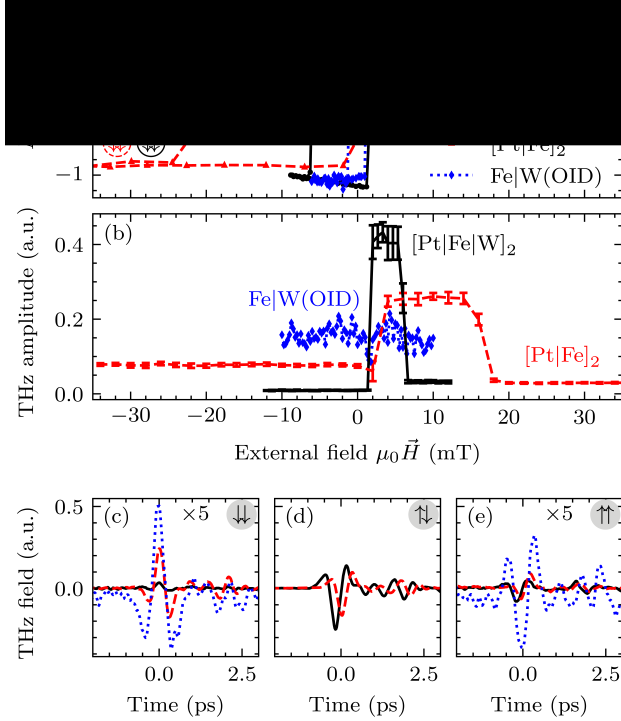 [Pt|Fe]₂
−1
Fe|W(OID)
(b)
[Pt|Fe|W]₂
Fe|W(OID)
[Pt|Fe]₂
THz amplitude (a.u.)
0.4
0.2
0.0
−30 −20 −10 0 10 20 30
External field μ₀H⃗ (mT)
(c) ×5 ↓↓
(d) ↑↓
(e) ×5 ↑↑
THz field (a.u.)
0.5
0.0
0.0 2.5 0.0 2.5 0.0 2.5
Time (ps) Time (ps) Time (ps)